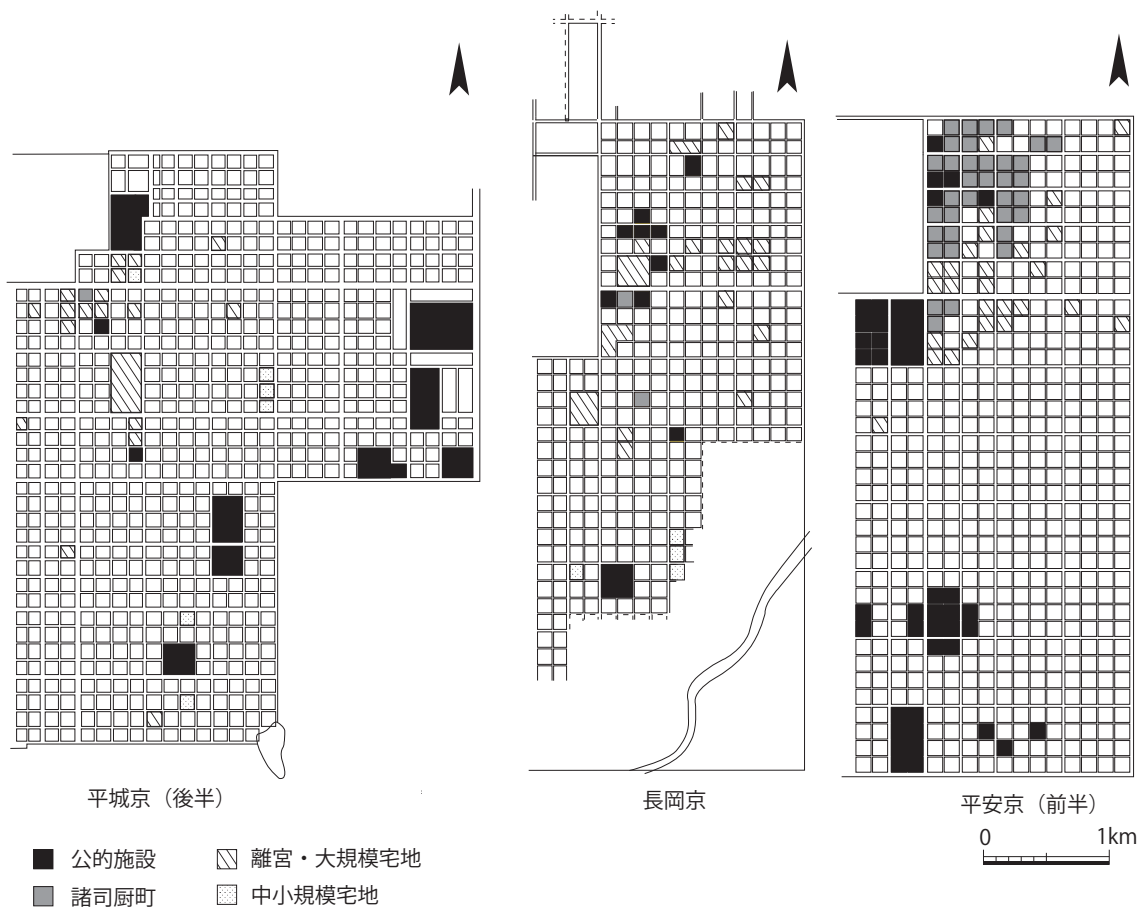 平城京（後半）
長岡京
平安京（前半）
0 1km
公的施設
離宮・大規模宅地
諸司厨町
中小規模宅地